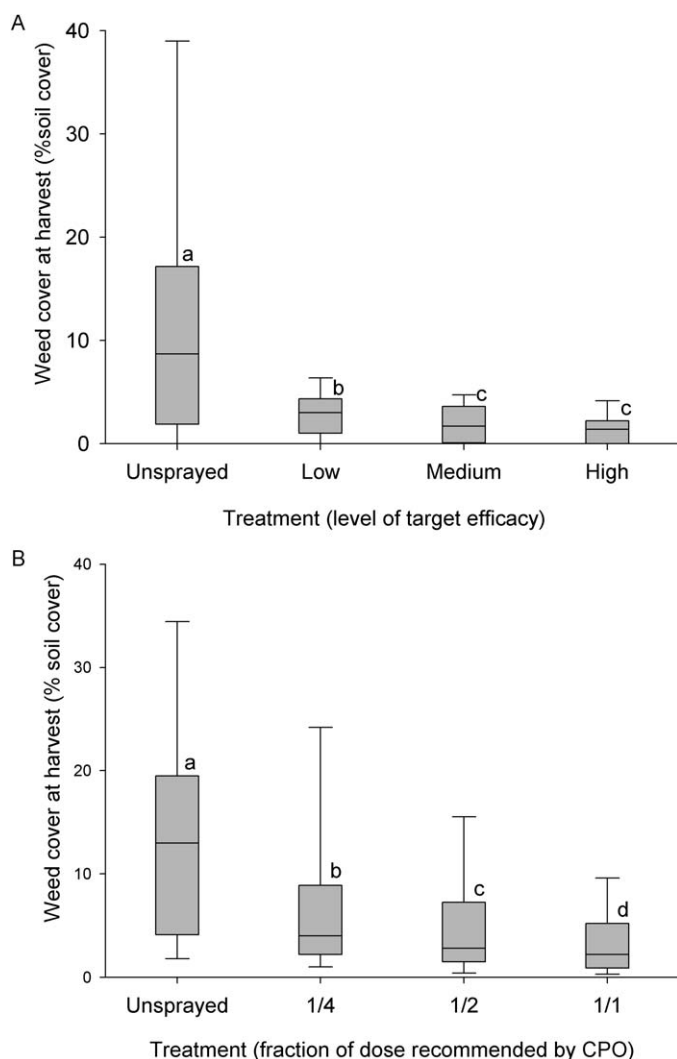 A
Weed cover at harvest (%soil cover)
40
30
20
10
0
a
b
c
c
Unsprayed Low Medium High
Treatment (level of target efficacy)
B
Weed cover at harvest (% soil cover)
40
30
20
10
0
a
b
c
d
Unsprayed 1/4 1/2 1/1
Treatment (fraction of dose recommended by CPO)